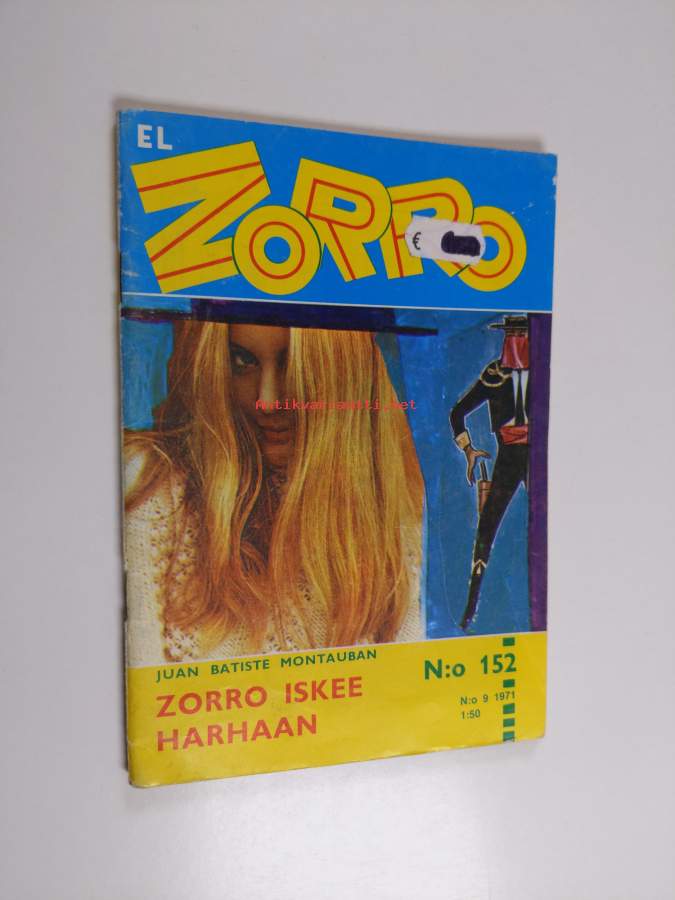 EL
ZORRO
€
Antikvariaatti.net
JUAN BATISTE MONTAUBAN
ZORRO ISKEE
HARHAAN
N:o 152
N:o 9 1971
1:50